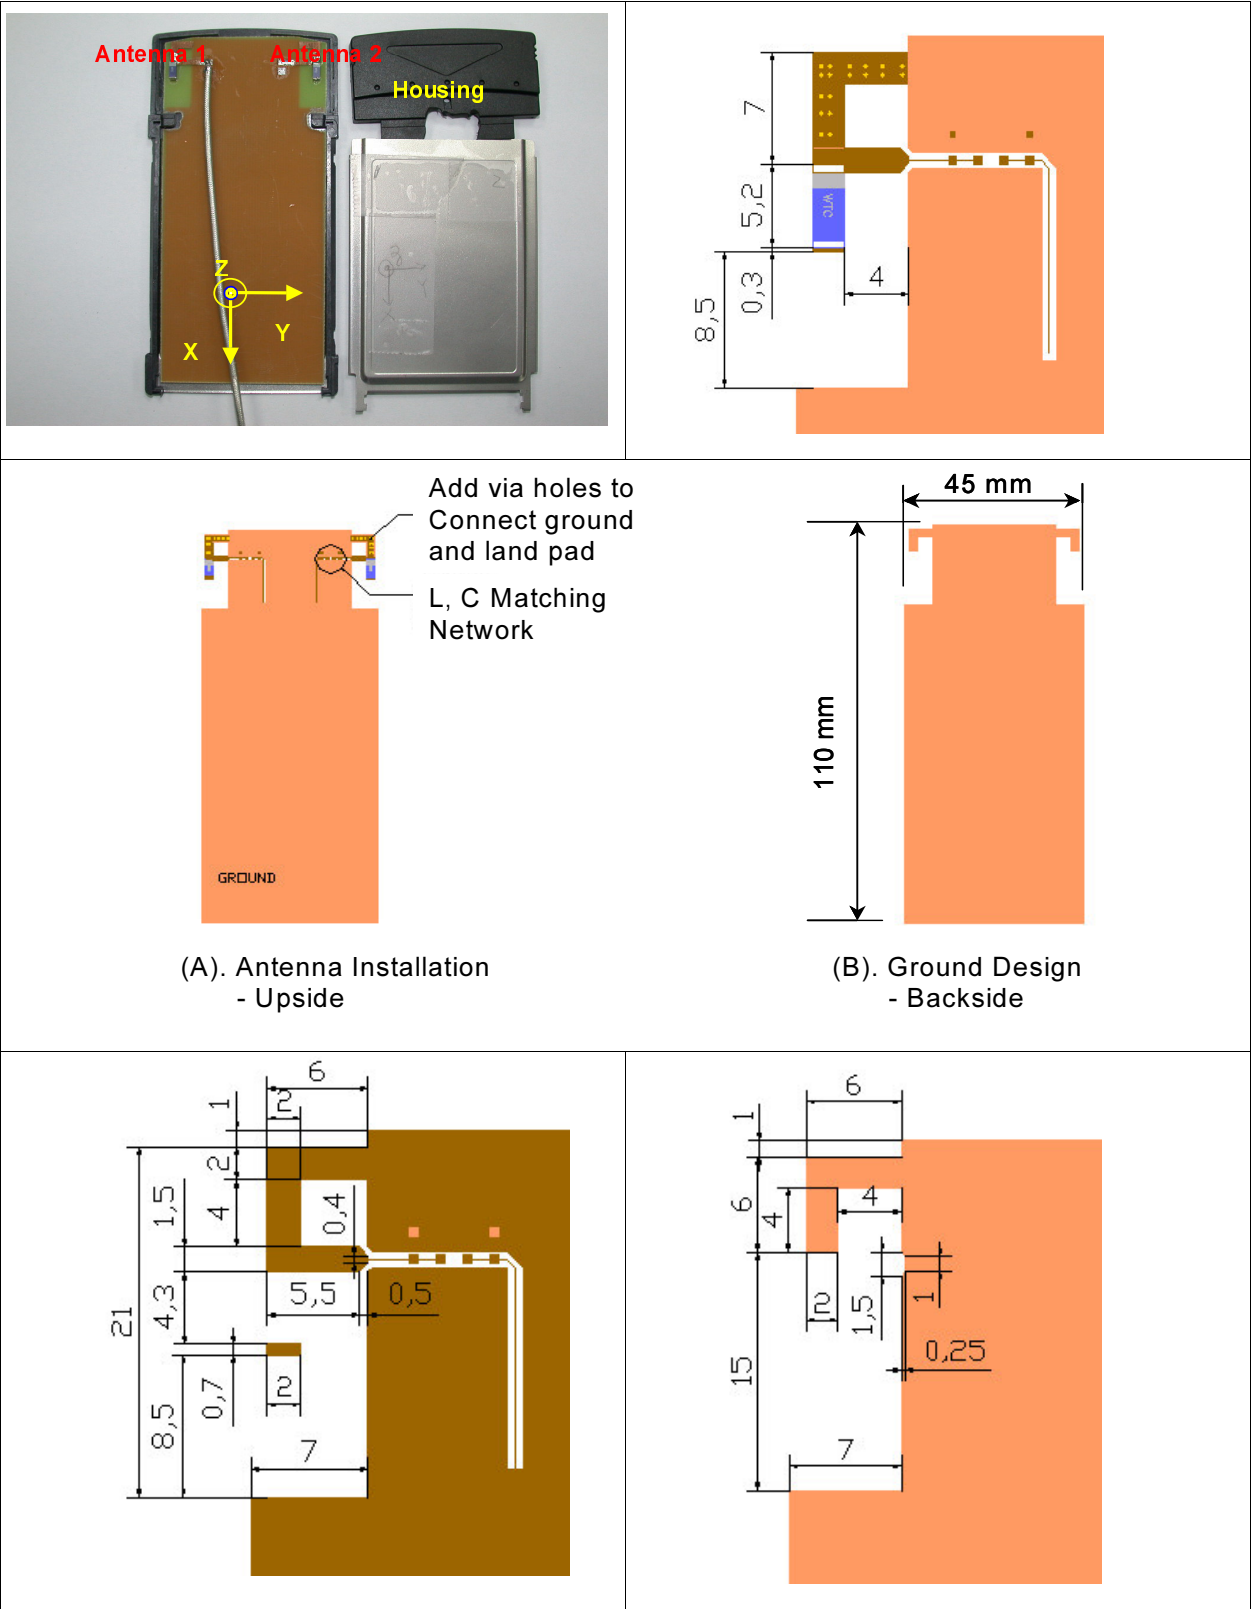 Antenna 1
Antenna 2
Housing
Z
Y
X
7
5,2
0,3
8,5
4
WTC
Add via holes to
Connect ground
and land pad
L, C Matching
Network
GROUND
(A). Antenna Installation
- Upside
45 mm
110 mm
(B). Ground Design
- Backside
6
2
1
2
4
1,5
0,4
4,3
21
5,5
0,5
0,7
2
8,5
7
6
1
6
4
4
2
1,5
1
0,25
15
7